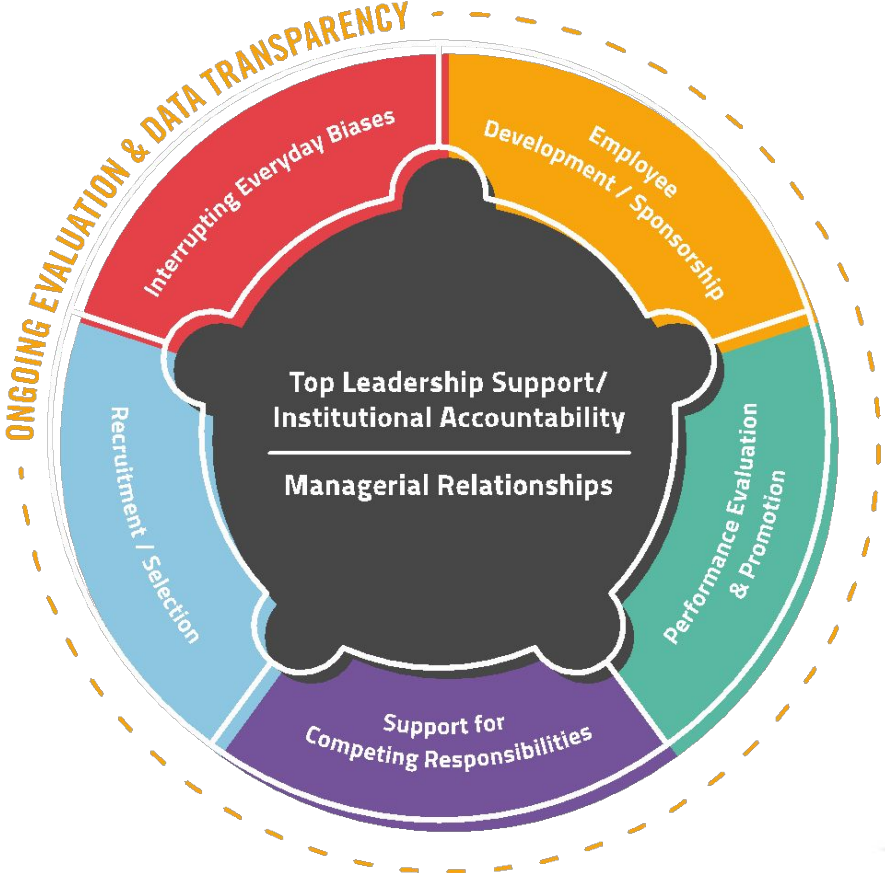 ONGOING EVALUATION & DATA TRANSPARENCY
Interrupting Everyday Biases
Employee
Development / Sponsorship
Top Leadership Support/
Institutional Accountability
Managerial Relationships
Recruitment / Selection
Performance Evaluation
& Promotion
Support for
Competing Responsibilities